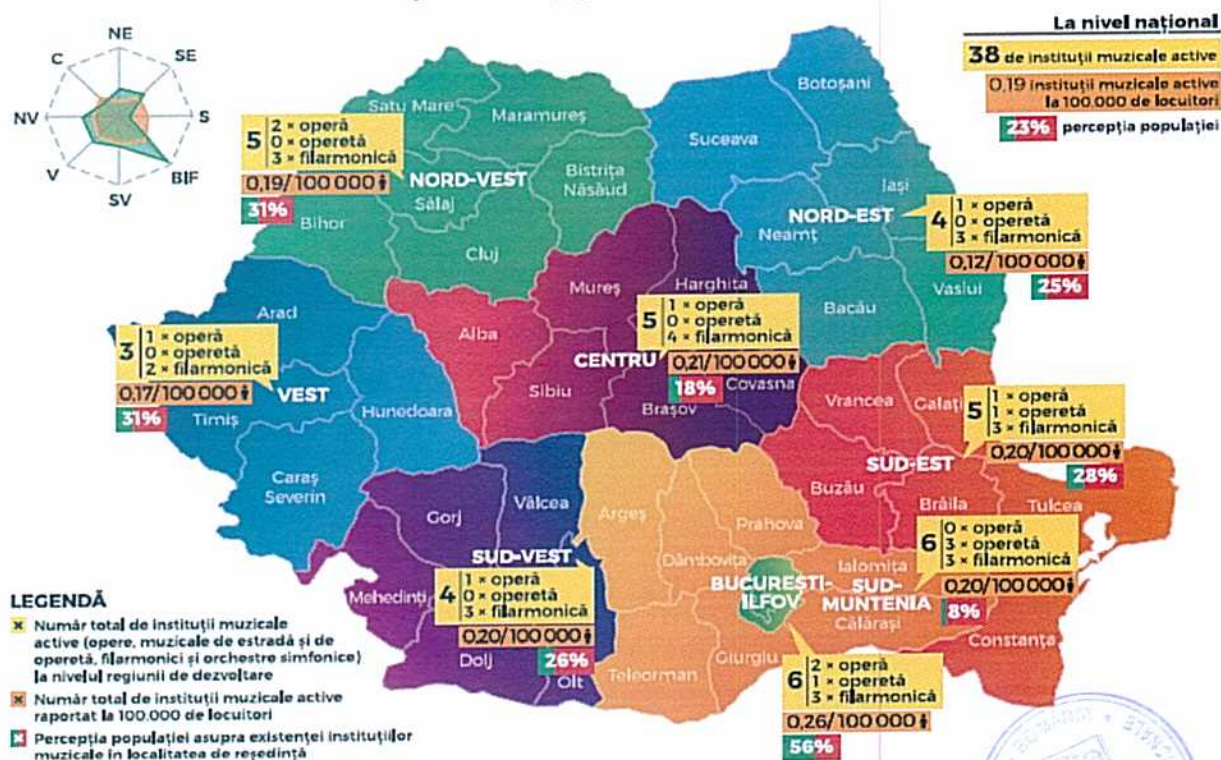 NE
C
SE
NV
S
V
BIF
SV
La nivel național
38 de instituții muzicale active
0,19 instituții muzicale active
la 100.000 de locuitori
23% percepția populației
Satu Mare
Maramureș
Botoșani
Suceava
5
2 × operă
0 × operetă
3 × filarmonică
0,19/100 000
31%
NORD-VEST
Sălaj
Bistrița
Năsăud
Bihor
Cluj
Iași
NORD-EST
Neamț
4
1 × operă
0 × operetă
3 × filarmonică
0,12/100 000
25%
Bacău
Vaslui
Mureș
Harghita
Alba
5
1 × operă
0 × operetă
4 × filarmonică
CENTRU
0,21/100 000
18%
Sibiu
Covasna
Brașov
Arad
3
1 × operă
0 × operetă
2 × filarmonică
0,17/100 000
31%
VEST
Timiș
Hunedoara
Caraș
Severin
Vrancea
Galați
5
1 × operă
1 × operetă
3 × filarmonică
0,20/100 000
28%
SUD-EST
Buzău
Brăila
Tulcea
Gorj
Vâlcea
Argeș
Prahova
Dâmbovița
SUD-VEST
4
1 × operă
0 × operetă
3 × filarmonică
0,20/100 000
26%
Mehedinți
Dolj
Olt
6
0 × operă
3 × operetă
3 × filarmonică
0,20/100 000
8%
Ialomița
BUCUREȘTI-
ILFOV
SUD-
MUNTENIA
Călărași
Constanța
Teleorman
Giurgiu
6
2 × operă
1 × operetă
3 × filarmonică
0,26/100 000
56%
LEGENDĂ
Număr total de instituții muzicale
active (opere, muzicale de estradă și de
operetă, filarmonici și orchestre simfonice)
la nivelul regiunii de dezvoltare
Număr total de instituții muzicale active
raportat la 100.000 de locuitori
Percepția populației asupra existenței instituțiilor
muzicale în localitatea de reședință